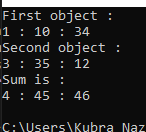 First object :
1 : 10 : 34
Second object :
3 : 35 : 12
Sum is :
4 : 45 : 46
C:\Users\Kubra Naz